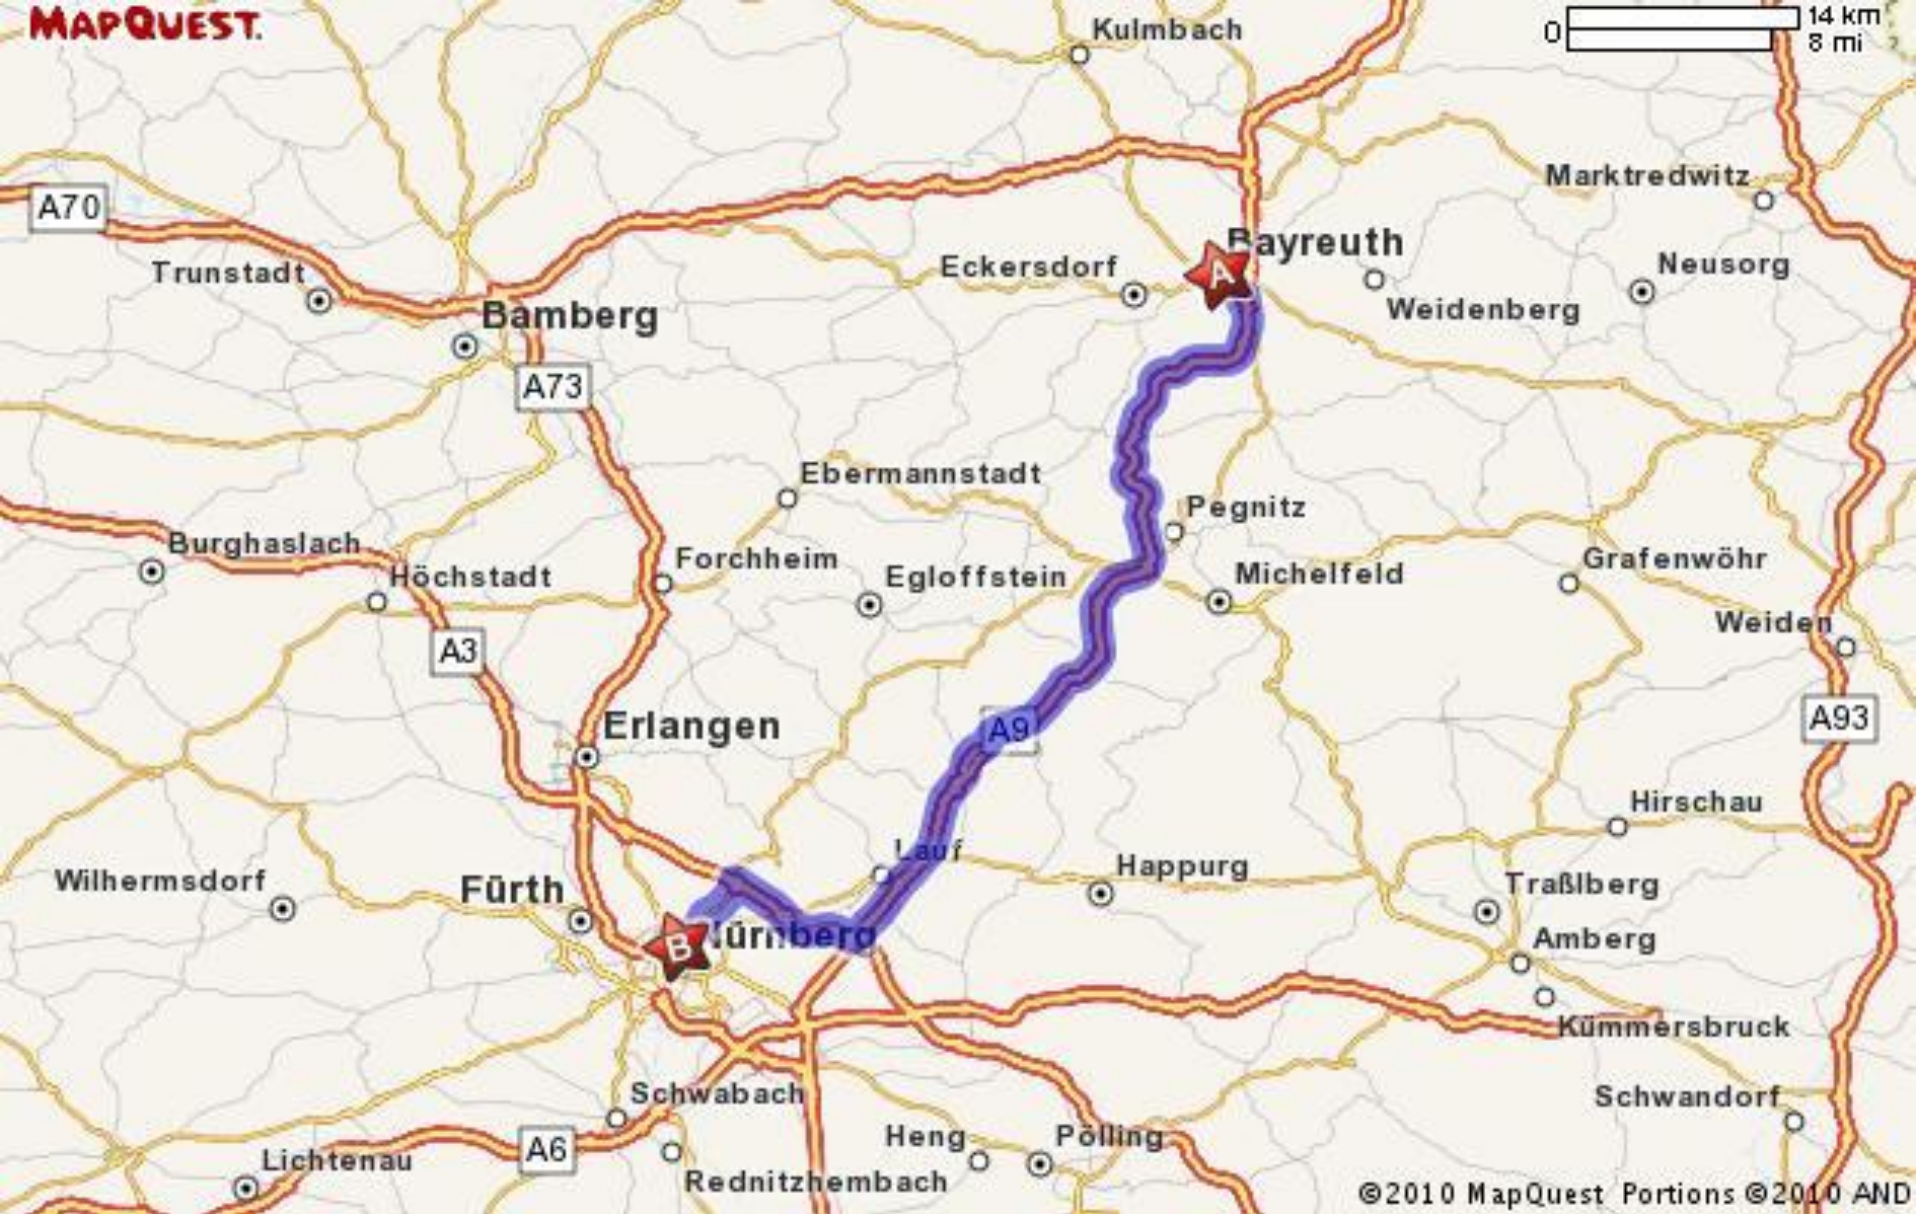 MAPQUEST.
Kulmbach
0
14 km
8 mi
Marktredwitz
A70
Bayreuth
A
Eckersdorf
Neusorg
Trunstadt
Weidenberg
Bamberg
A73
Ebermannstadt
Pegnitz
Burghaslach
Forchheim
Höchstadt
Egloffstein
Michelfeld
Grafenwöhr
Weiden
A3
Erlangen
A9
A93
Hirschau
Lauf
Happurg
Wilhermsdorf
Fürth
Traßlberg
B
Nürnberg
Amberg
Kümmersbruck
Schwabach
Schwandorf
Heng
Pölling
A6
Lichtenau
Rednitzhembach
©2010 MapQuest Portions ©2010 AND